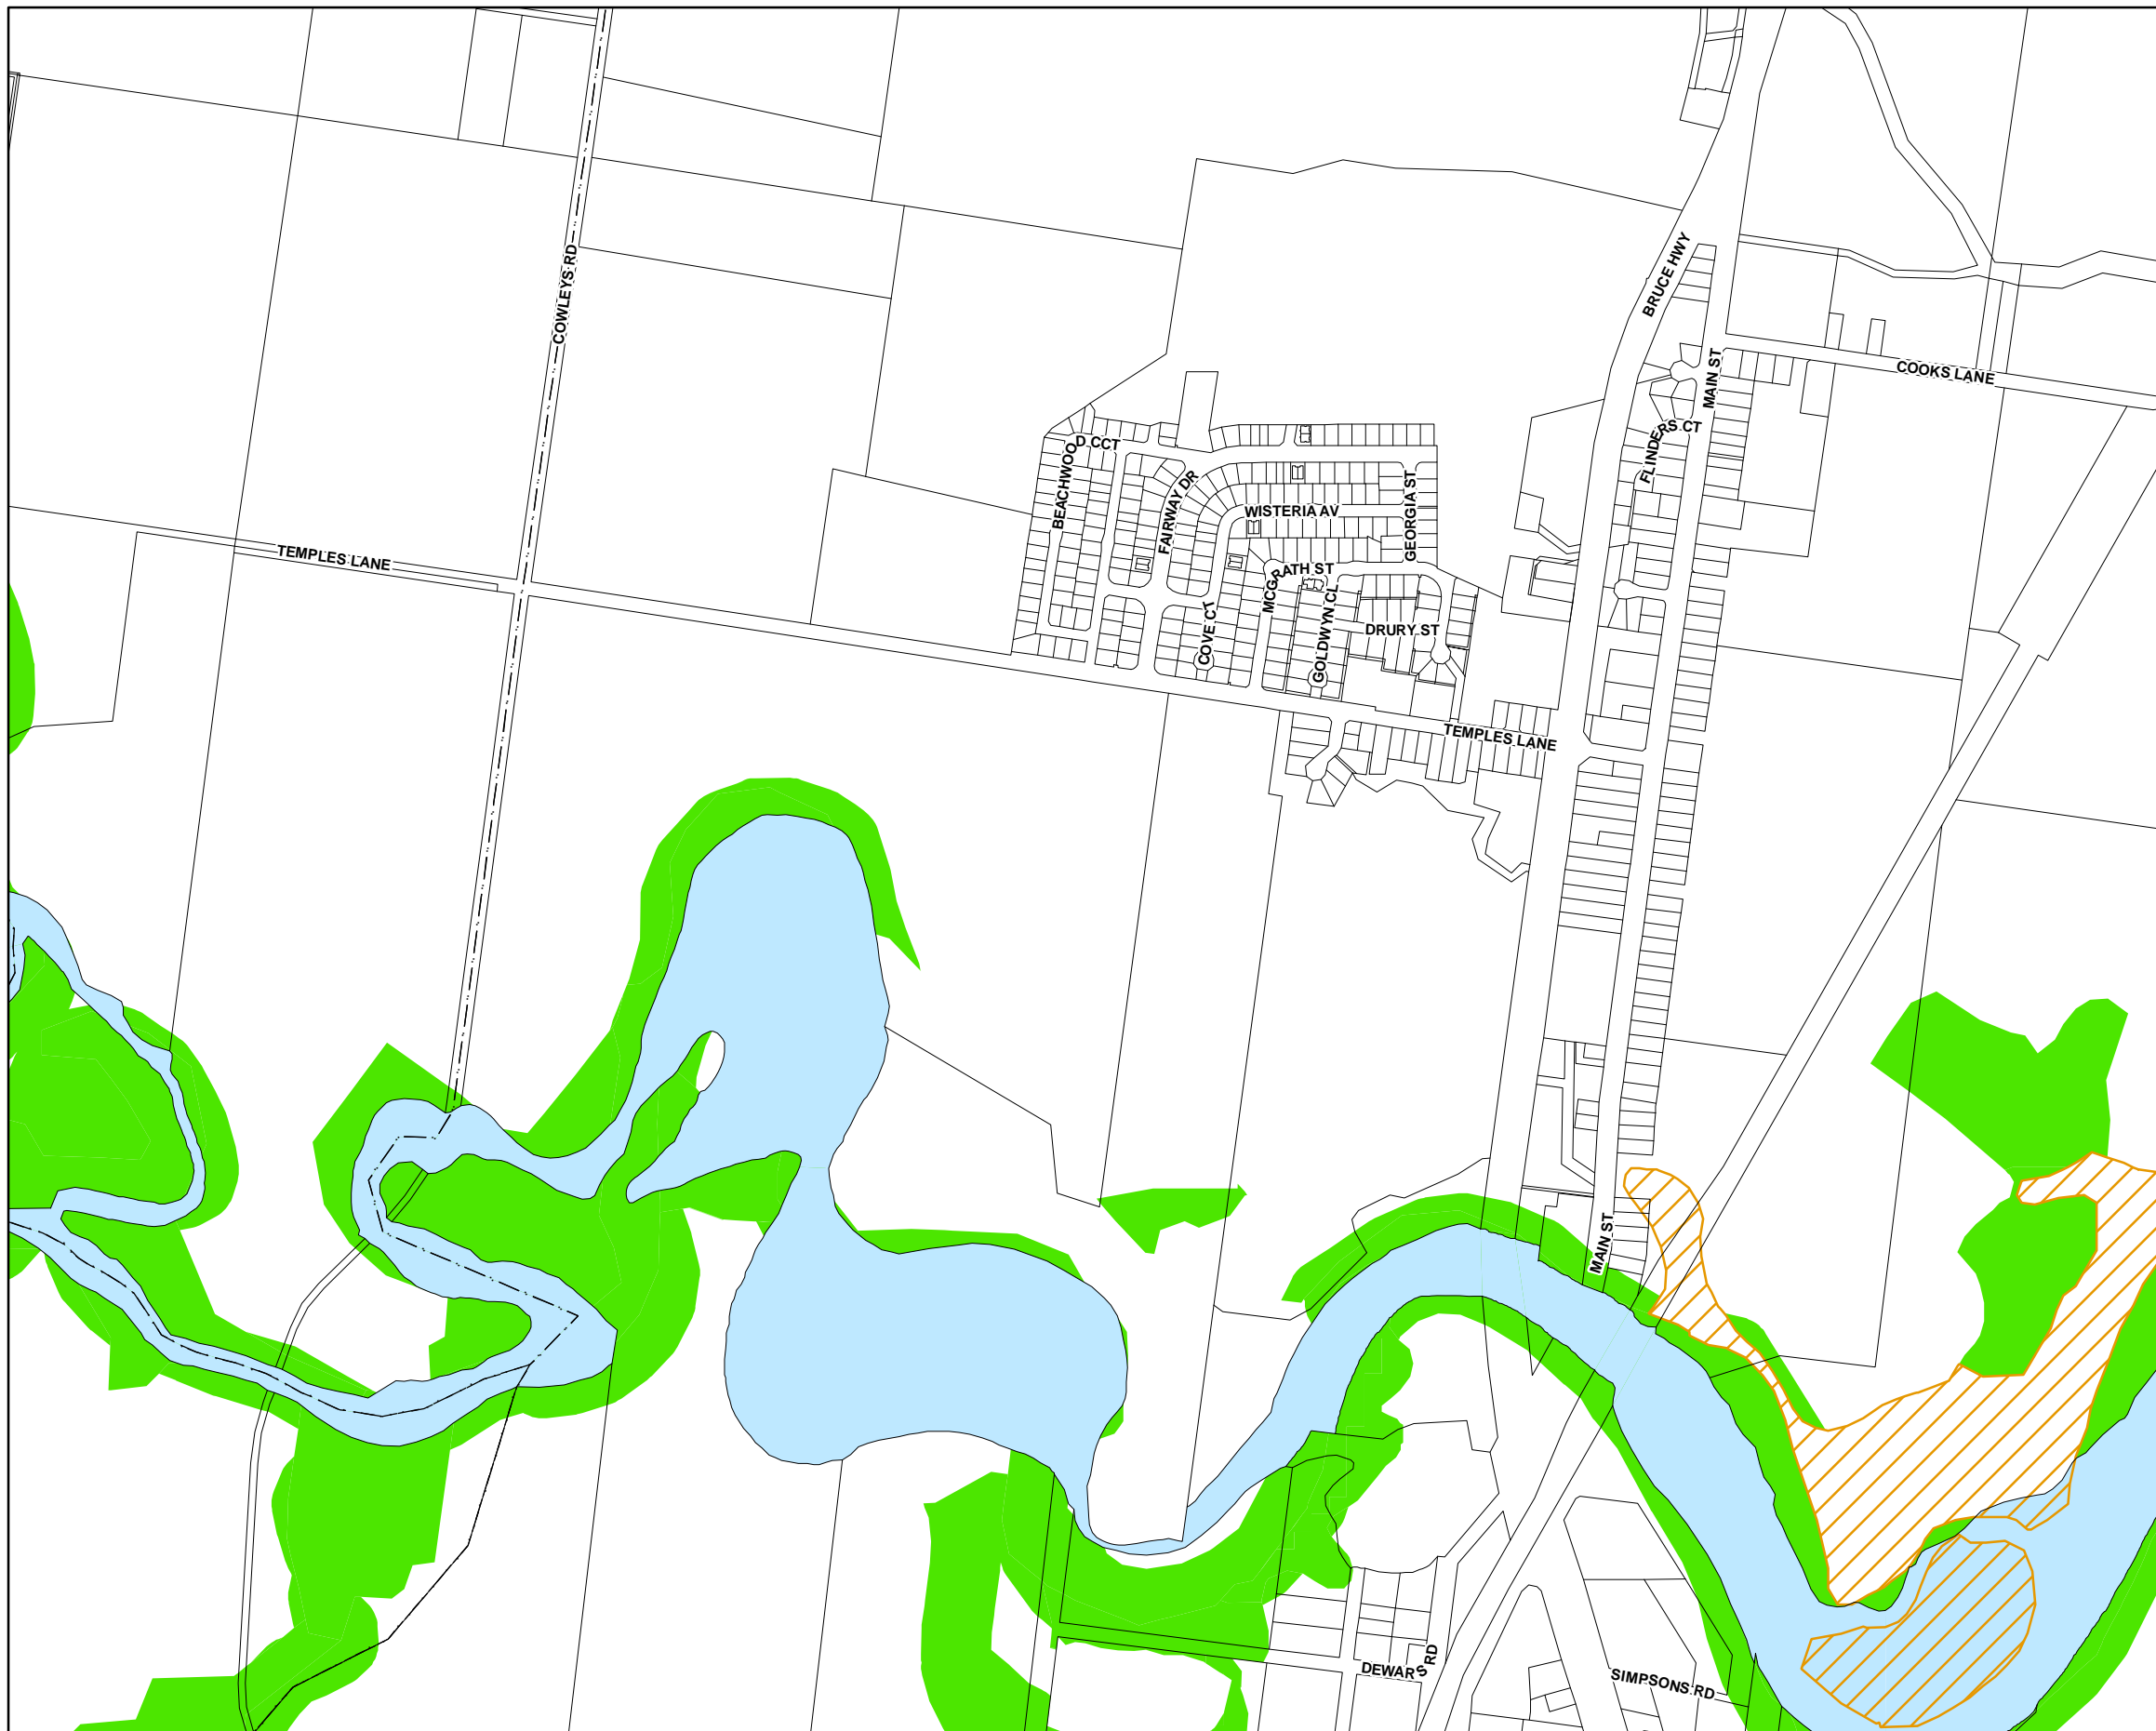 BRUCE HWY
COWLEYS RD
MAIN ST
COOKS LANE
FLINDERS CT
BEACHWOOD CCT
FAIRWAY DR
WISTERIA AV
GEORGIA ST
TEMPLES LANE
MCGRATH ST
GOLDWYN CL
COVE CT
DRURY ST
TEMPLES LANE
MAIN ST
DEWARS RD
SIMPSONS RD